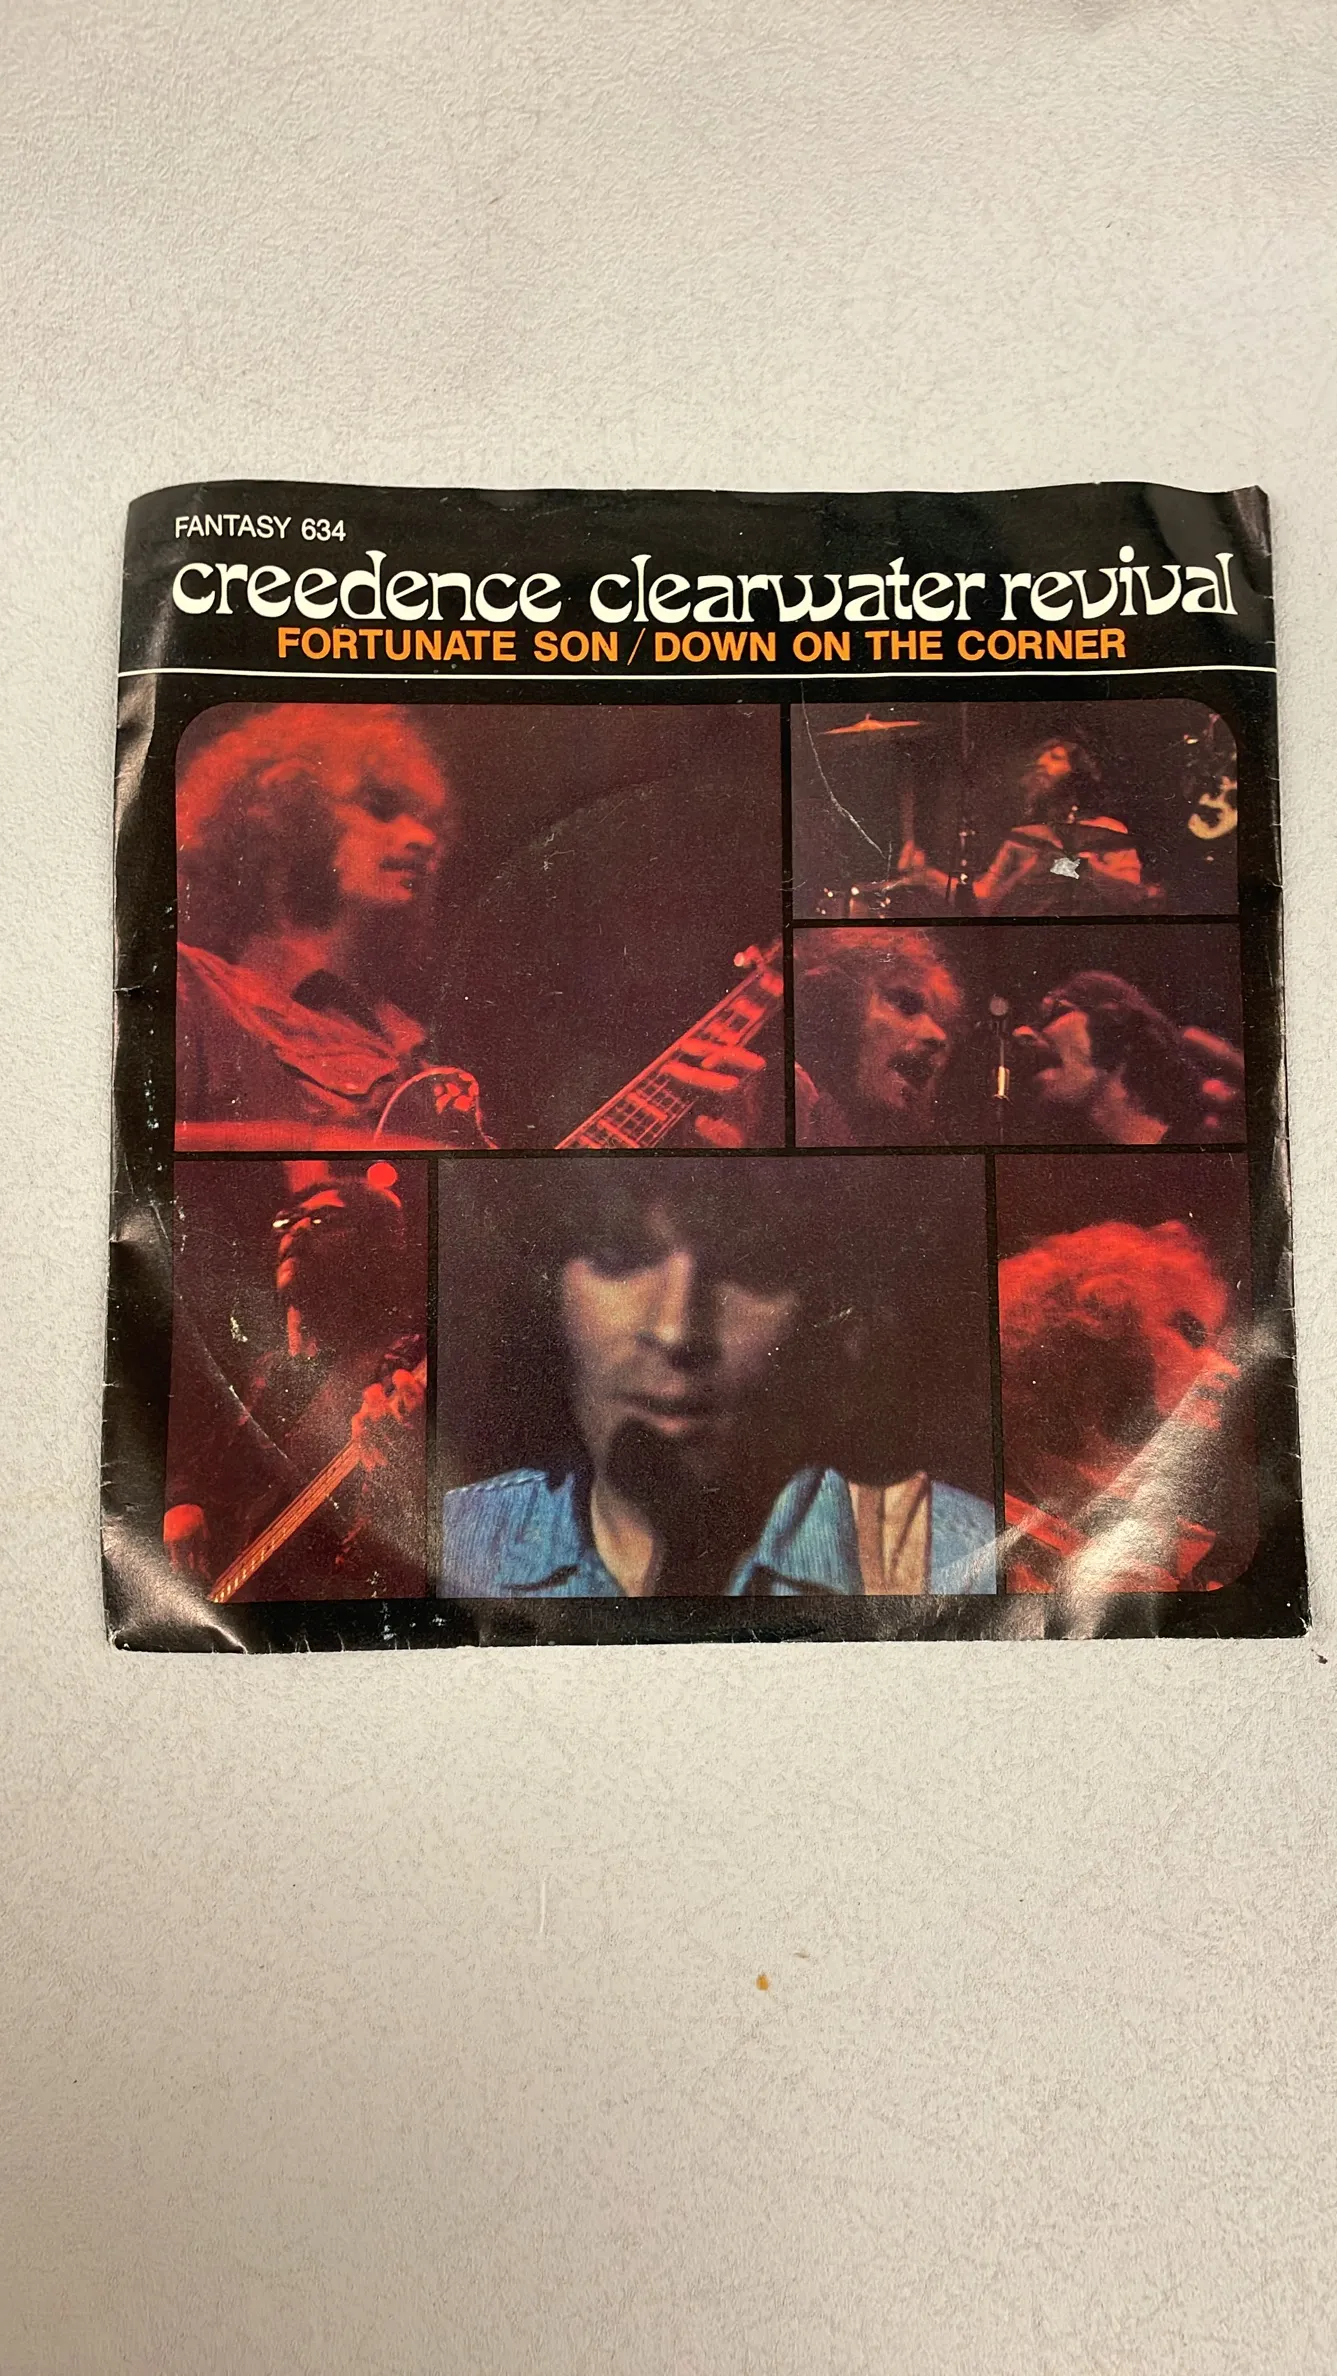 FANTASY 634
creedence clearwater revival
FORTUNATE SON / DOWN ON THE CORNER